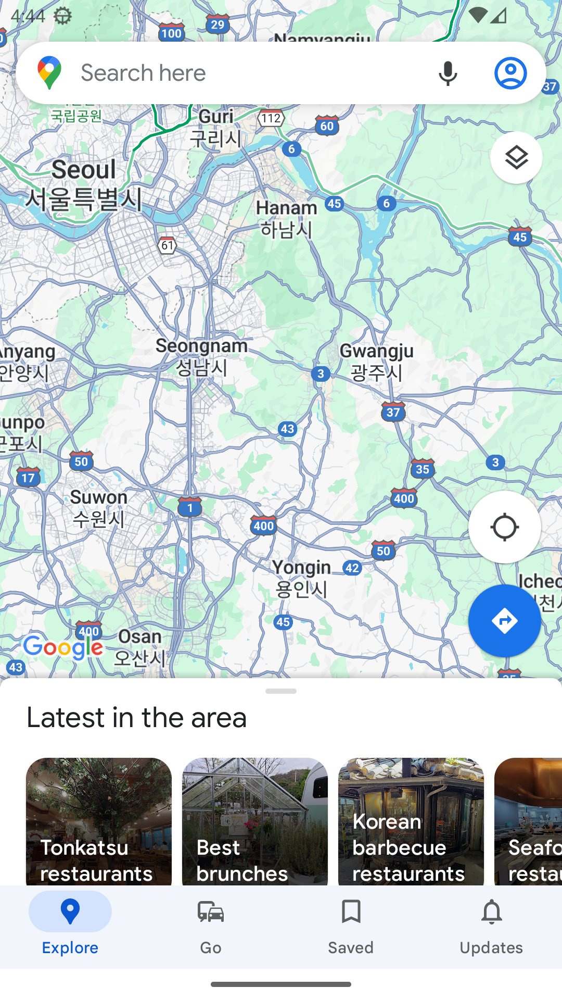 4:44
29
100
Namyangju
Search here
37
국립공원
Guri
구리시
112
60
6
Seoul
서울특별시
Hanam
하남시
45
6
45
61
Anyang
안양시
Seongnam
성남시
Gwangju
광주시
3
37
Gunpo
군포시
43
50
17
35
3
Suwon
수원시
1
400
400
50
Yongin
용인시
42
Icheo
천시
45
400
Google
Osan
오산시
43
35
Latest in the area
Tonkatsu
restaurants
Best
brunches
Korean
barbecue
restaurants
Seafo
restau
Explore
Go
Saved
Updates